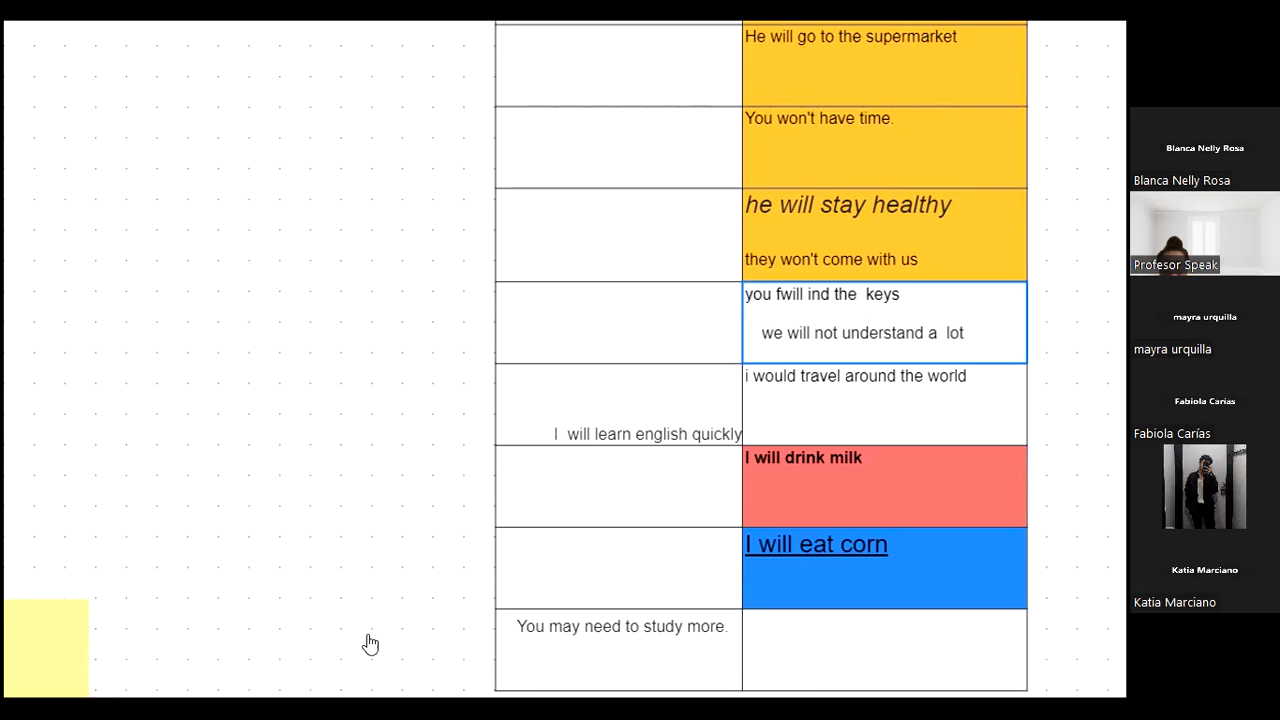 He will go to the supermarket
You won't have time.
he will stay healthy
they won't come with us
you fwill ind the  keys
we will not understand a  lot
i would travel around the world
I  will learn english quickly
I will drink milk
I will eat corn
You may need to study more.
Blanca Nelly Rosa
Blanca Nelly Rosa
Profesor Speak
mayra urquilla
mayra urquilla
Fabiola Carías
Fabiola Carías
Katia Marciano
Katia Marciano